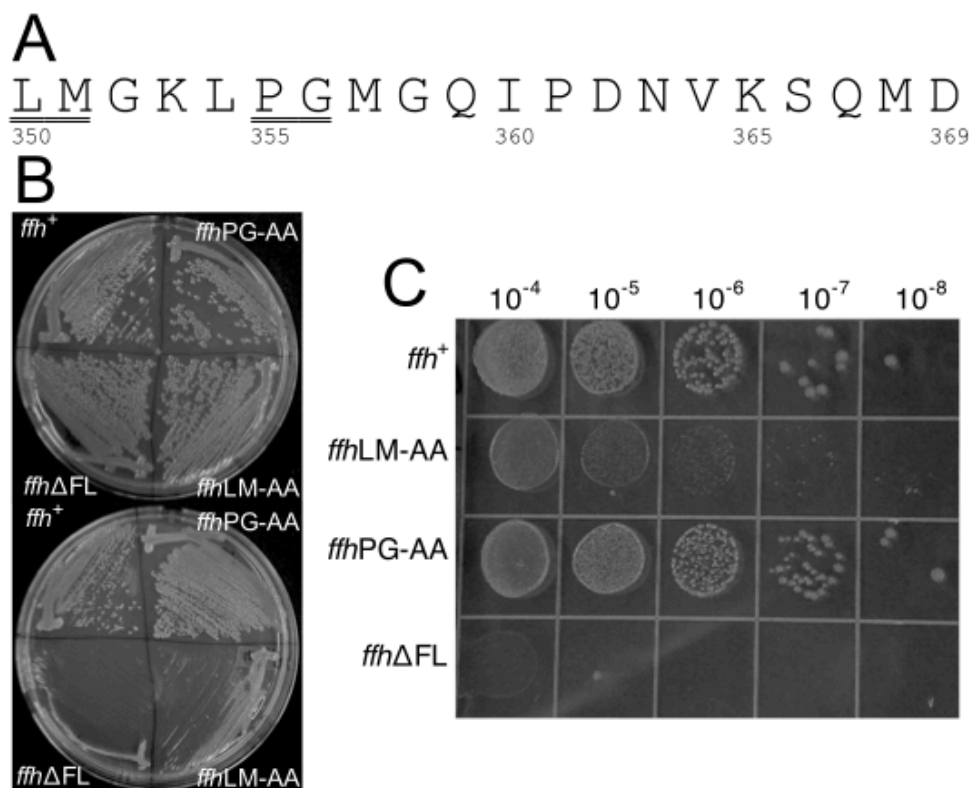 A
L M G K L P G M G Q I P D N V K S Q M D
350 355 360 365 369
B
ffh+ ffhPG-AA
ffhΔFL ffhLM-AA
ffh+ ffhPG-AA
ffhΔFL ffhLM-AA
C
10-4 10-5 10-6 10-7 10-8
ffh+
ffhLM-AA
ffhPG-AA
ffhΔFL